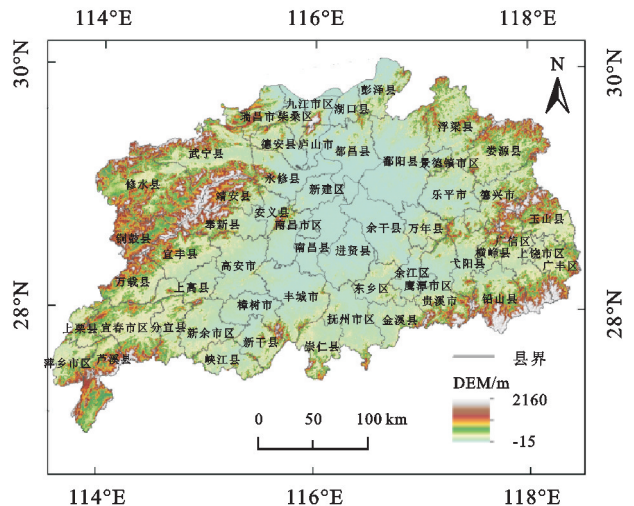 114°E 116°E 118°E
30°N
30°N
N
彭泽县
九江市区
湖口县
瑞昌市
柴桑区
浮梁县
德安县
庐山市
都昌县
婺源县
武宁县
鄱阳县
景德镇市区
修水县
永修县
新建区
乐平市
德兴市
靖安县
安义县
玉山县
奉新县
南昌市区
余干县
万年县
铜鼓县
广信区
宜丰县
南昌县
进贤县
横峰县
上饶市区
高安市
余江区
弋阳县
广丰区
万载县
上高县
东乡区
鹰潭市区
贵溪市
铅山县
28°N
28°N
樟树市
丰城市
上栗县
宜春市区
分宜县
新余市区
抚州市区
金溪县
萍乡市区
芦溪县
峡江县
新干县
崇仁县
县界
DEM/m
2160
-15
0 50 100 km
114°E 116°E 118°E